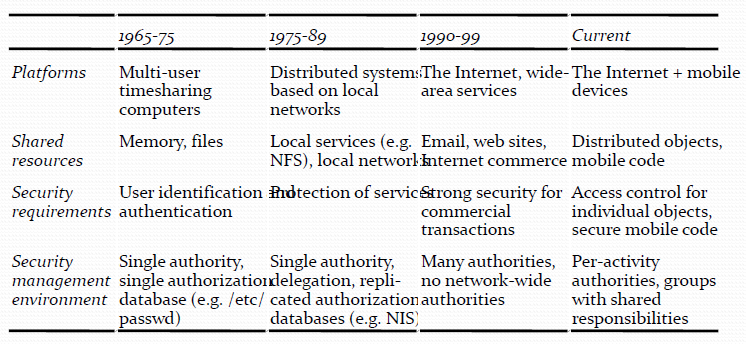 1965-75 1975-89 1990-99 Current
Platforms Multi-user Distributed systems The Internet, wide- The Internet + mobile
timesharing based on local area services devices
computers networks
Shared Memory, files Local services (e.g. Email, web sites, Distributed objects,
resources NFS), local networks Internet commerce mobile code
Security User identification and Protection of services Strong security for Access control for
requirements authentication commercial individual objects,
transactions secure mobile code
Security Single authority, Single authority, Many authorities, Per-activity
management single authorization delegation, repli- no network-wide authorities, groups
environment database (e.g. /etc/ cated authorization authorities with shared
passwd) databases (e.g. NIS) responsibilities